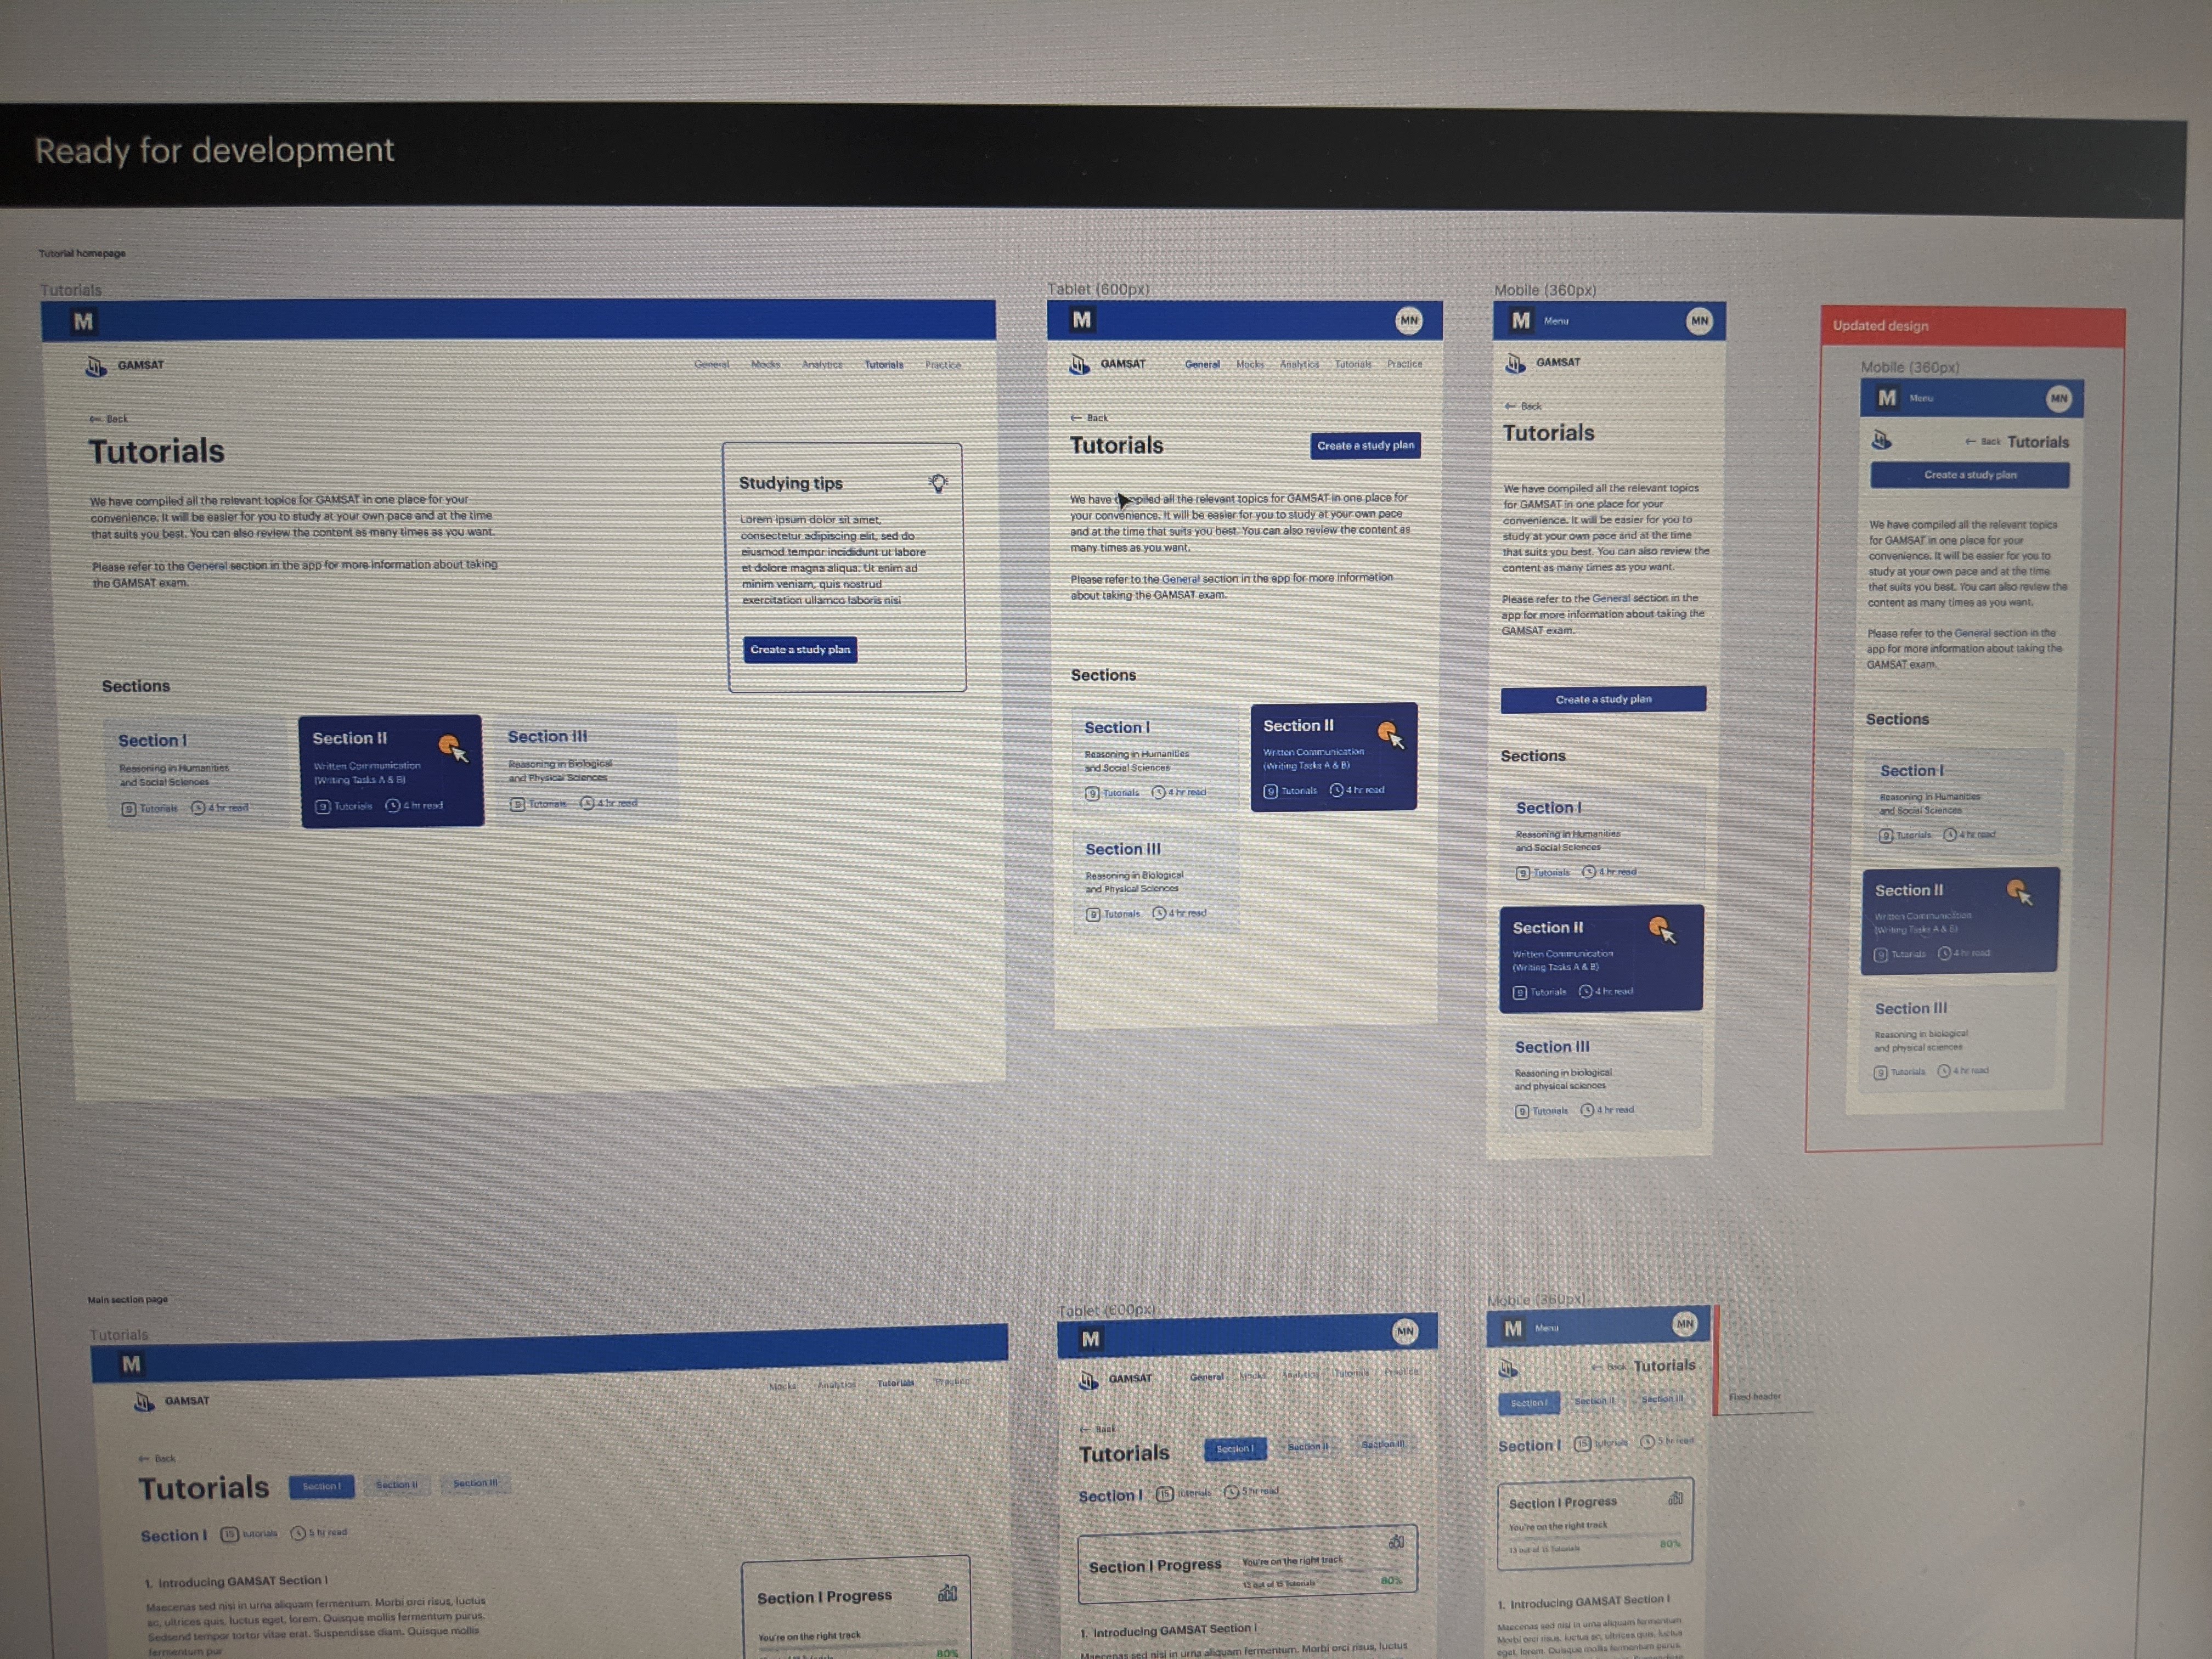 Ready for development
Tutorial homepage
Tutorials
M
GAMSAT
General Mocks Analytics Tutorials Practice
← Back
Tutorials
We have compiled all the relevant topics for GAMSAT in one place for your
convenience. It will be easier for you to study at your own pace and at the time
that suits you best. You can also review the content as many times as you want.
Please refer to the General section in the app for more information about taking
the GAMSAT exam.
Studying tips
Lorem ipsum dolor sit amet,
consectetur adipiscing elit, sed do
eiusmod tempor incididunt ut labore
et dolore magna aliqua. Ut enim ad
minim veniam, quis nostrud
exercitation ullamco laboris nisi
Create a study plan
Sections
Section I
Reasoning in Humanities
and Social Sciences
9 Tutorials 4 hr read
Section II
Written Communication
(Writing Tasks A & B)
9 Tutorials 4 hr read
Section III
Reasoning in Biological
and Physical Sciences
9 Tutorials 4 hr read
Tablet (600px)
M MN
GAMSAT
General Mocks Analytics Tutorials Practice
← Back
Tutorials
Create a study plan
We have compiled all the relevant topics for GAMSAT in one place for
your convenience. It will be easier for you to study at your own pace
and at the time that suits you best. You can also review the content as
many times as you want.
Please refer to the General section in the app for more information
about taking the GAMSAT exam.
Sections
Section I
Reasoning in Humanities
and Social Sciences
9 Tutorials 4 hr read
Section II
Written Communication
(Writing Tasks A & B)
9 Tutorials 4 hr read
Section III
Reasoning in Biological
and Physical Sciences
9 Tutorials 4 hr read
Mobile (360px)
M Menu MN
GAMSAT
← Back
Tutorials
We have compiled all the relevant topics
for GAMSAT in one place for your
convenience. It will be easier for you to
study at your own pace and at the time
that suits you best. You can also review the
content as many times as you want.
Please refer to the General section in the
app for more information about taking the
GAMSAT exam.
Create a study plan
Sections
Section I
Reasoning in Humanities
and Social Sciences
9 Tutorials 4 hr read
Section II
Written Communication
(Writing Tasks A & B)
9 Tutorials 4 hr read
Section III
Reasoning in biological
and physical sciences
9 Tutorials 4 hr read
Updated design
Mobile (360px)
M Menu MN
← Back Tutorials
Create a study plan
We have compiled all the relevant topics
for GAMSAT in one place for your
convenience. It will be easier for you to
study at your own pace and at the time
that suits you best. You can also review the
content as many times as you want.
Please refer to the General section in the
app for more information about taking the
GAMSAT exam.
Sections
Section I
Reasoning in Humanities
and Social Sciences
9 Tutorials 4 hr read
Section II
Written Communication
(Writing Tasks A & B)
9 Tutorials 4 hr read
Section III
Reasoning in biological
and physical sciences
9 Tutorials 4 hr read
Main section page
Tutorials
M
GAMSAT
Mocks Analytics Tutorials Practice
← Back
Tutorials Section I Section II Section III
Section I 15 tutorials 5 hr read
1. Introducing GAMSAT Section I
Maecenas sed nisi in urna aliquam fermentum. Morbi orci risus, luctus
ac, ultrices quis, luctus eget, lorem. Quisque mollis fermentum purus.
Sedsend tempor tortor vitae erat. Suspendisse diam. Quisque mollis
fermentum pur
Section I Progress
You're on the right track
80%
Tablet (600px)
M MN
GAMSAT
General Mocks Analytics Tutorials Practice
← Back
Tutorials Section I Section II Section III
Section I 15 tutorials 5 hr read
Section I Progress
You're on the right track
13 out of 15 Tutorials 80%
1. Introducing GAMSAT Section I
Maecenas sed nisi in urna aliquam fermentum. Morbi orci risus, luctus
Mobile (360px)
M Menu MN
← Back Tutorials
Section I Section II Section III
Fixed header
Section I 15 tutorials 5 hr read
Section I Progress
You're on the right track
13 out of 15 Tutorials 80%
1. Introducing GAMSAT Section I
Maecenas sed nisi in urna aliquam fermentum
Morbi orci risus, luctus ac, ultrices quis, luctus
eget, lorem. Quisque mollis fermentum purus.